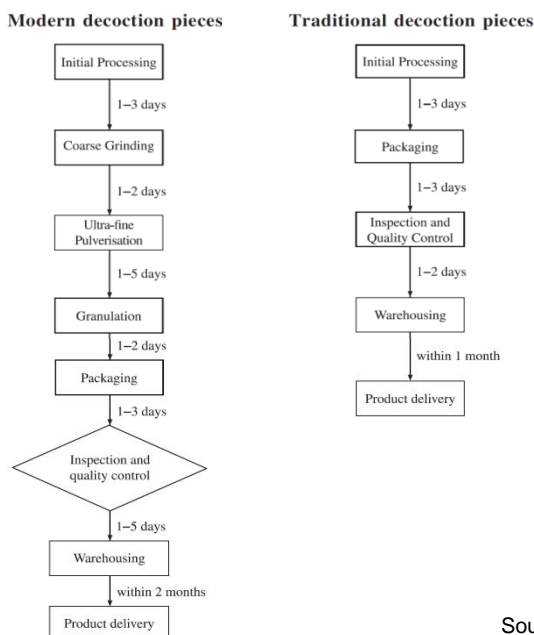 Modern decoction pieces
Initial Processing
1–3 days
Coarse Grinding
1–2 days
Ultra-fine
Pulverisation
1–5 days
Granulation
1–2 days
Packaging
1–3 days
Inspection and
quality control
1–5 days
Warehousing
within 2 months
Product delivery
Traditional decoction pieces
Initial Processing
1–3 days
Packaging
1–3 days
Inspection and
Quality Control
1–2 days
Warehousing
within 1 month
Product delivery
Sou